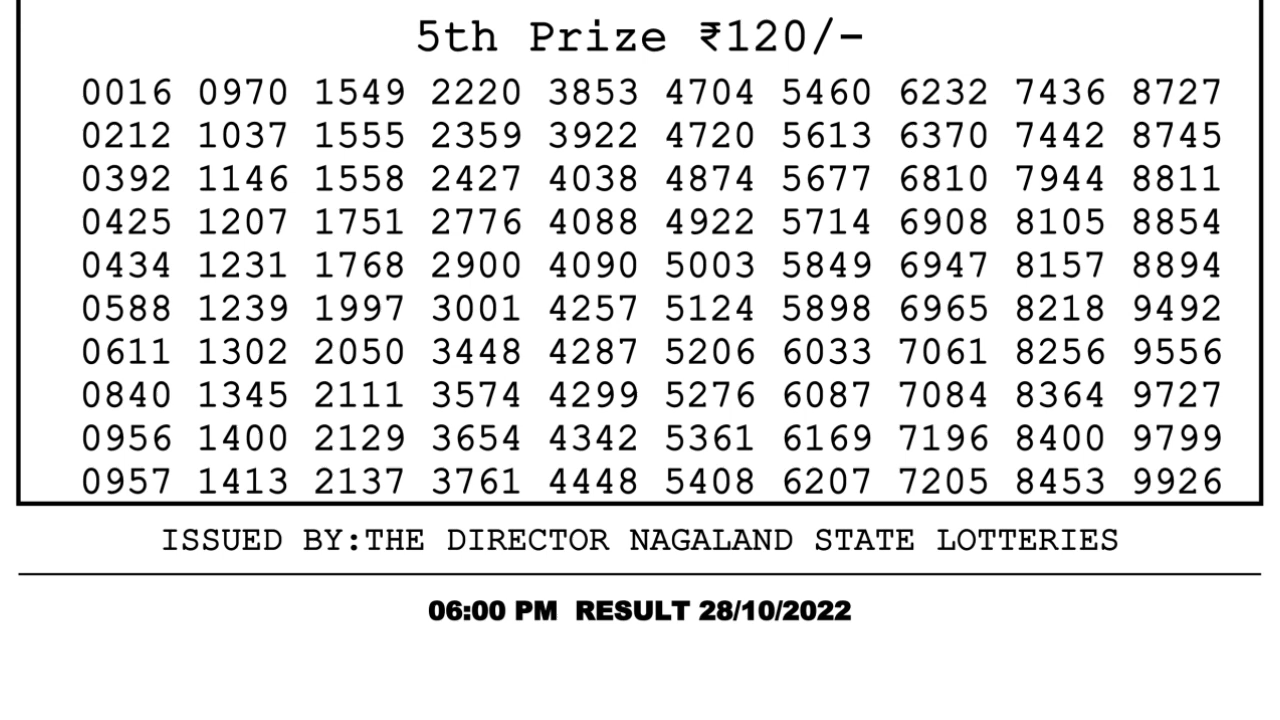 5th Prize ₹120/-
0016 0970 1549 2220 3853 4704 5460 6232 7436 8727
0212 1037 1555 2359 3922 4720 5613 6370 7442 8745
0392 1146 1558 2427 4038 4874 5677 6810 7944 8811
0425 1207 1751 2776 4088 4922 5714 6908 8105 8854
0434 1231 1768 2900 4090 5003 5849 6947 8157 8894
0588 1239 1997 3001 4257 5124 5898 6965 8218 9492
0611 1302 2050 3448 4287 5206 6033 7061 8256 9556
0840 1345 2111 3574 4299 5276 6087 7084 8364 9727
0956 1400 2129 3654 4342 5361 6169 7196 8400 9799
0957 1413 2137 3761 4448 5408 6207 7205 8453 9926
ISSUED BY:THE DIRECTOR NAGALAND STATE LOTTERIES
06:00 PM RESULT 28/10/2022